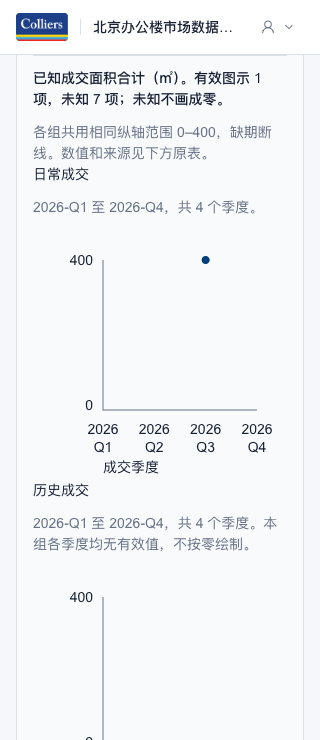 Colliers
北京办公楼市场数据…
已知成交面积合计（㎡）。有效图示 1
项，未知 7 项；未知不画成零。
各组共用相同纵轴范围 0–400，缺期断
线。数值和来源见下方原表。
日常成交
2026-Q1 至 2026-Q4，共 4 个季度。
400
0
2026 2026 2026 2026
Q1 Q2 Q3 Q4
成交季度
历史成交
2026-Q1 至 2026-Q4，共 4 个季度。本
组各季度均无有效值，不按零绘制。
400
0